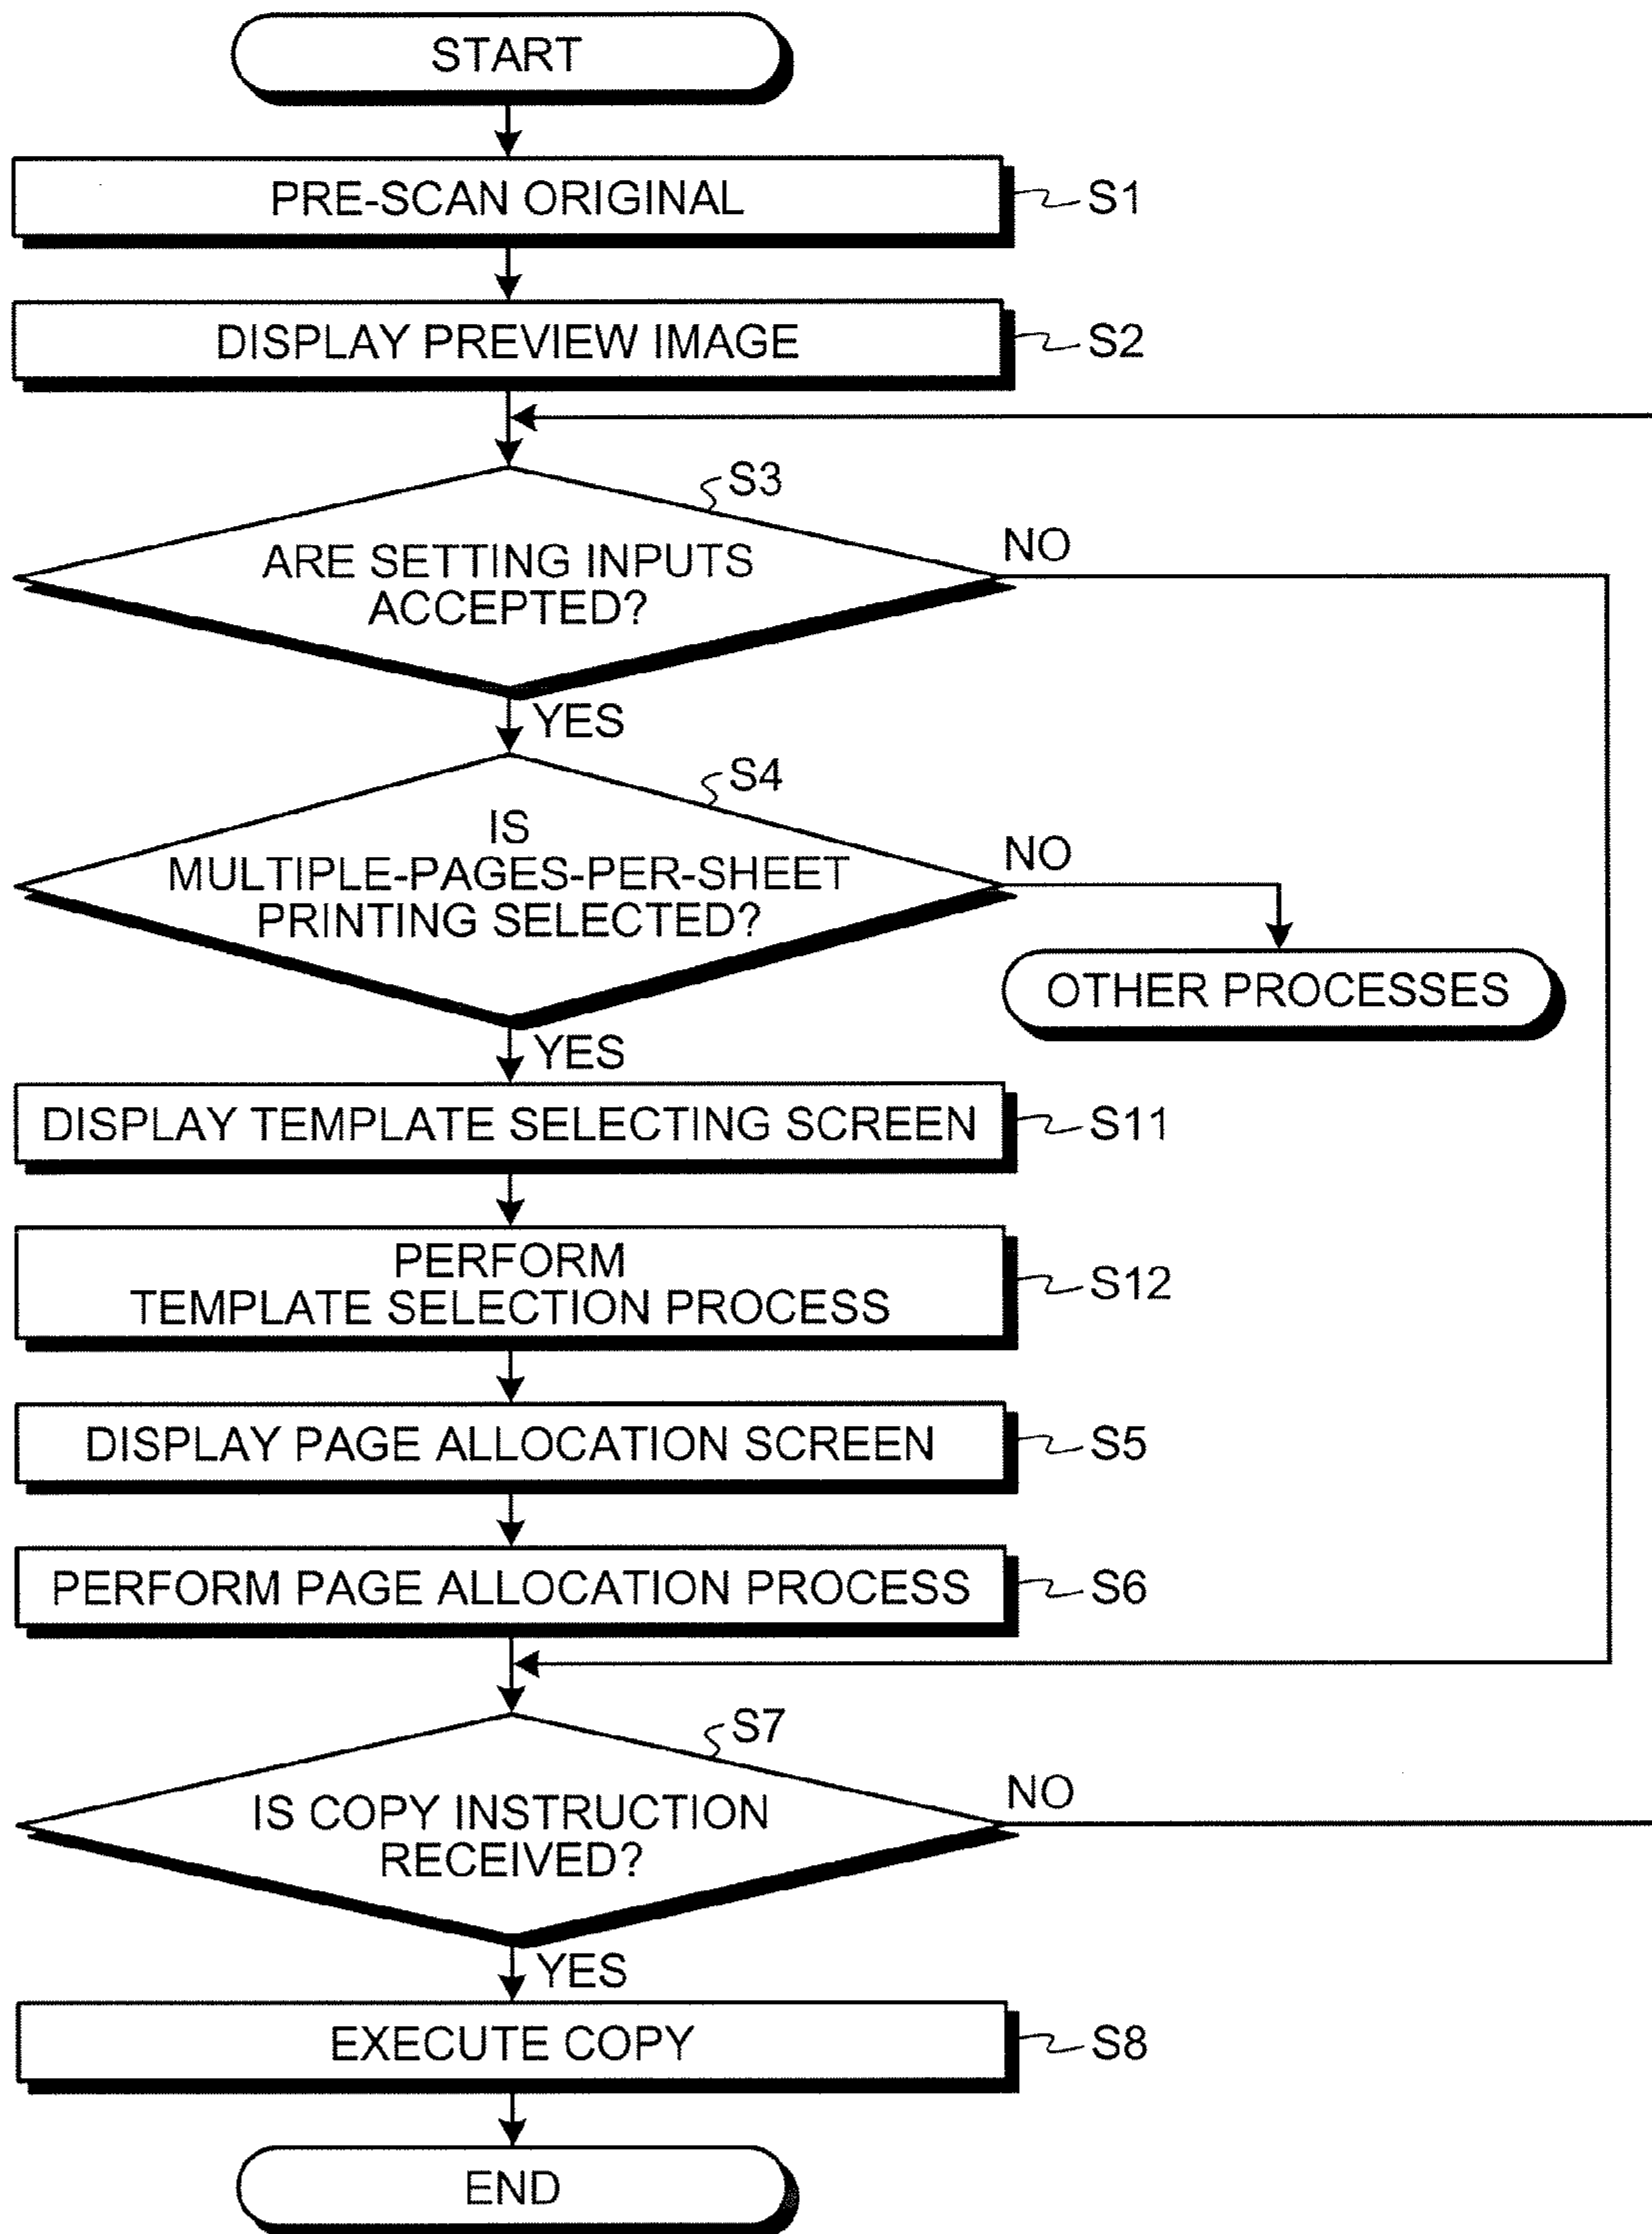 START
PRE-SCAN ORIGINAL
S1
DISPLAY PREVIEW IMAGE
S2
S3
ARE SETTING INPUTS
ACCEPTED?
NO
YES
S4
IS
MULTIPLE-PAGES-PER-SHEET
PRINTING SELECTED?
NO
OTHER PROCESSES
YES
DISPLAY TEMPLATE SELECTING SCREEN
S11
PERFORM
TEMPLATE SELECTION PROCESS
S12
DISPLAY PAGE ALLOCATION SCREEN
S5
PERFORM PAGE ALLOCATION PROCESS
S6
S7
IS COPY INSTRUCTION
RECEIVED?
NO
YES
EXECUTE COPY
S8
END